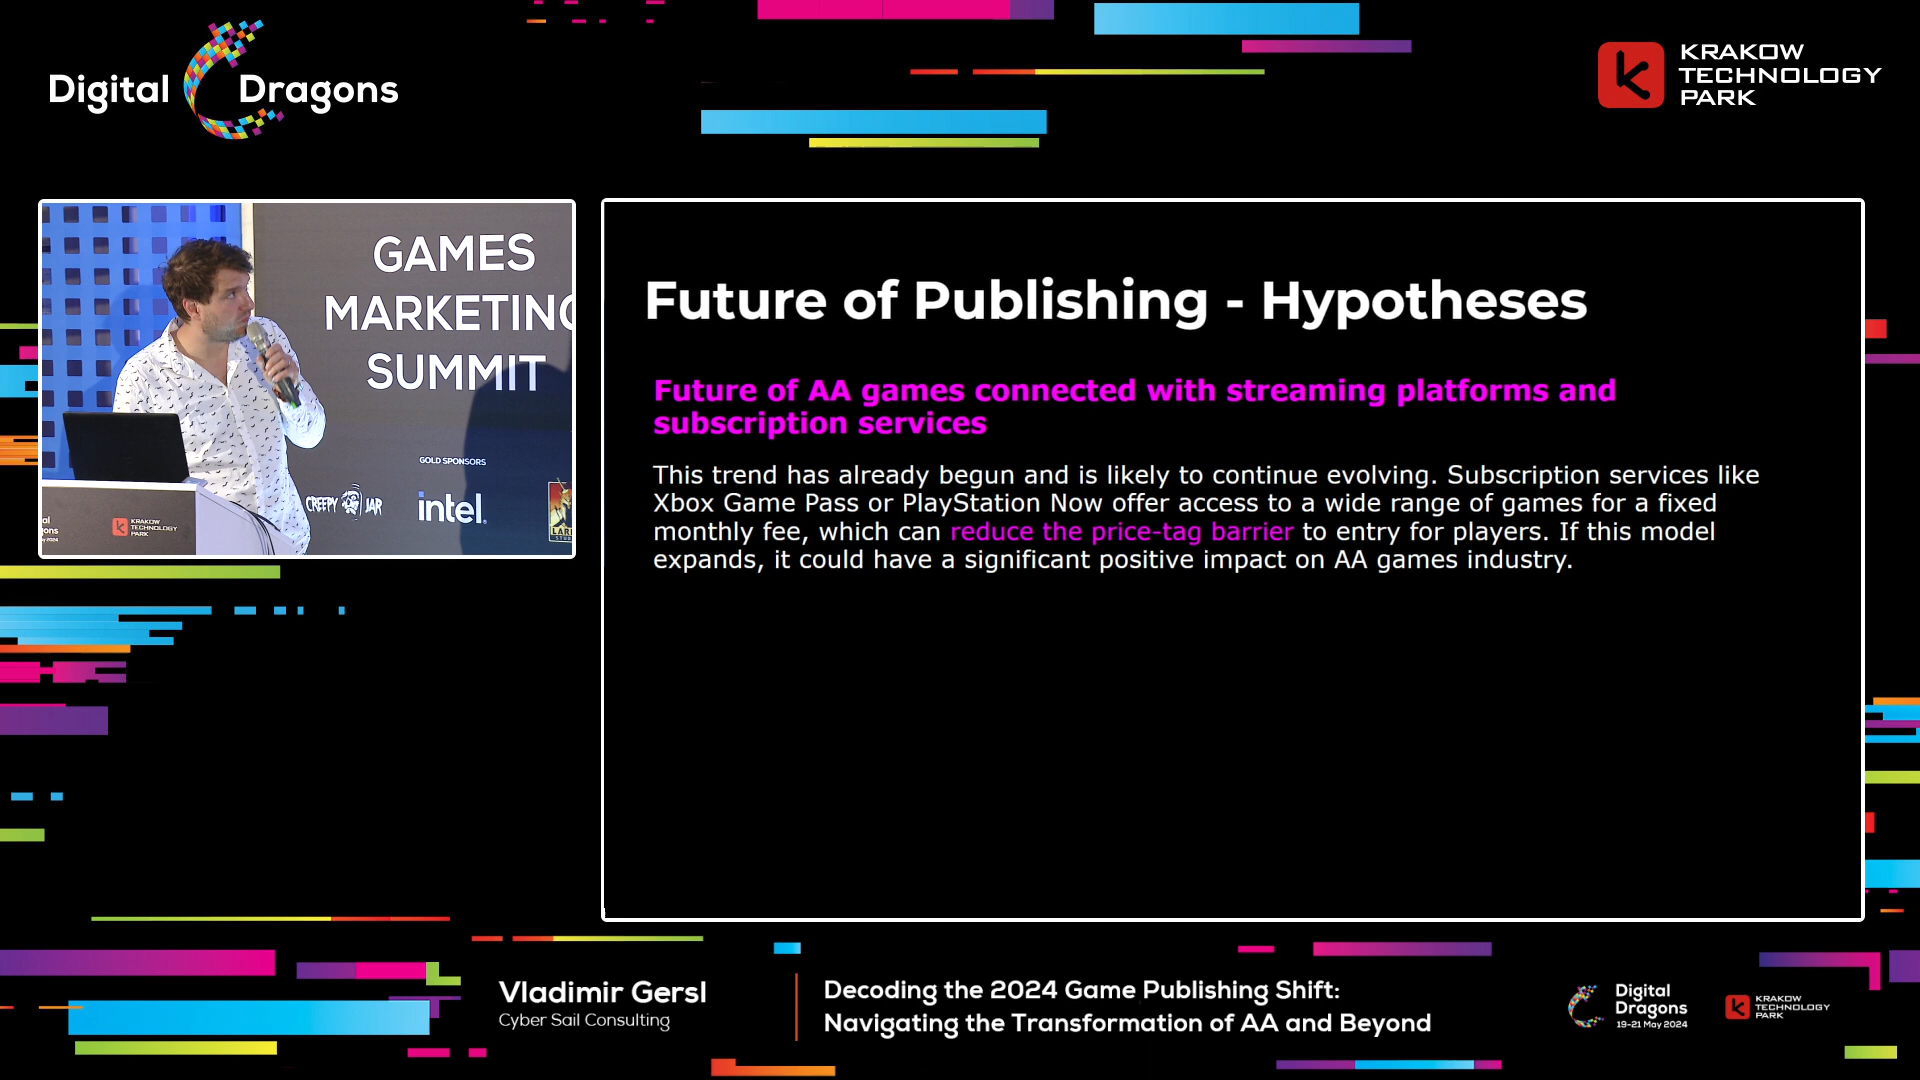 Digital Dragons
KRAKOW
TECHNOLOGY
PARK
GAMES
MARKETING
SUMMIT
GOLD SPONSORS
CREEPY JAR
intel.
KRAKOW
TECHNOLOGY
PARK
Future of Publishing - Hypotheses
Future of AA games connected with streaming platforms and
subscription services
This trend has already begun and is likely to continue evolving. Subscription services like
Xbox Game Pass or PlayStation Now offer access to a wide range of games for a fixed
monthly fee, which can reduce the price-tag barrier to entry for players. If this model
expands, it could have a significant positive impact on AA games industry.
Vladimir Gersl
Cyber Sail Consulting
Decoding the 2024 Game Publishing Shift:
Navigating the Transformation of AA and Beyond
Digital
Dragons
19-21 May 2024
KRAKOW
TECHNOLOGY
PARK